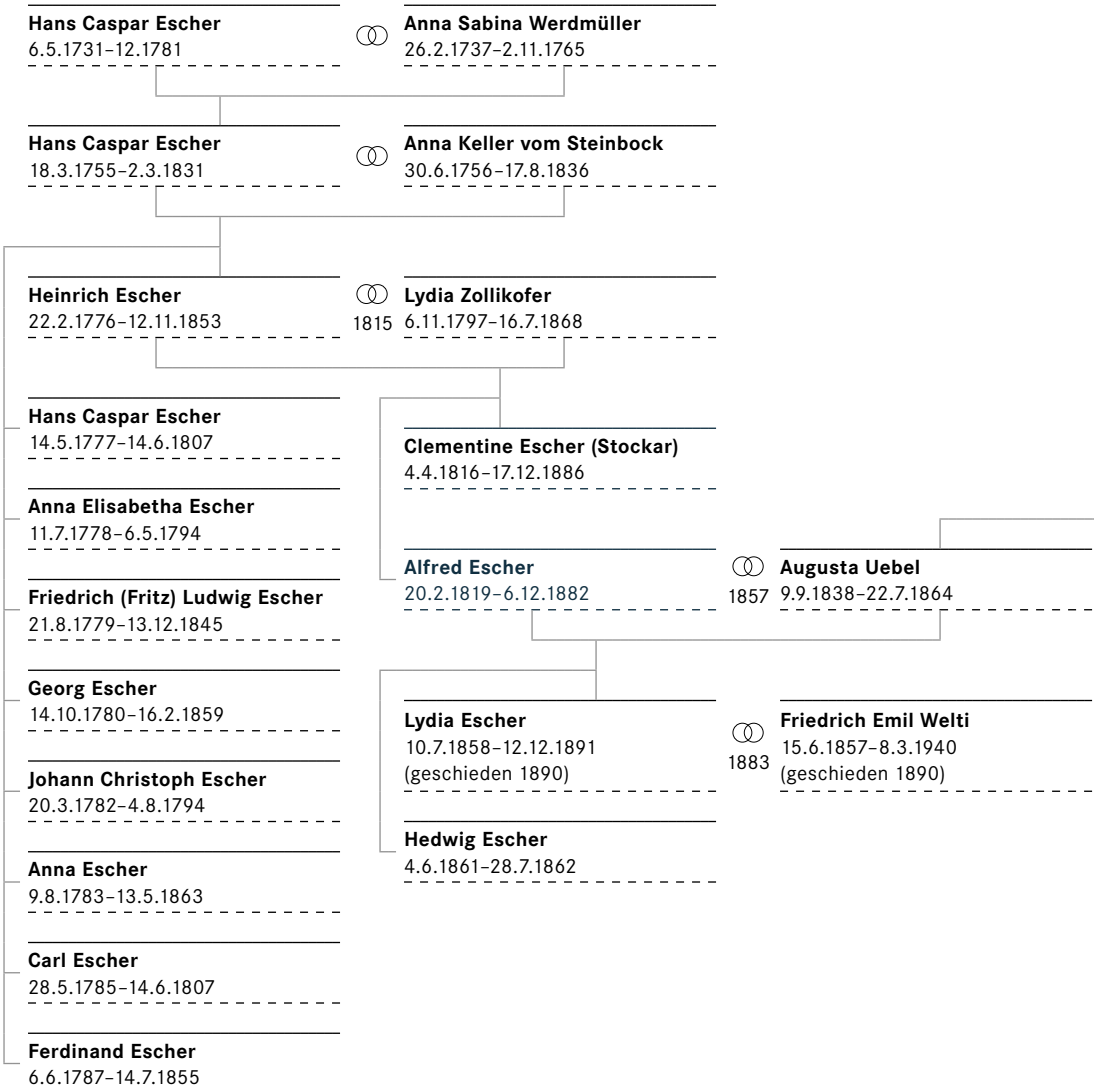 Hans Caspar Escher
6.5.1731–12.1781
Anna Sabina Werdmüller
26.2.1737–2.11.1765
Hans Caspar Escher
18.3.1755–2.3.1831
Anna Keller vom Steinbock
30.6.1756–17.8.1836
Heinrich Escher
22.2.1776–12.11.1853
1815
Lydia Zollikofer
6.11.1797–16.7.1868
Hans Caspar Escher
14.5.1777–14.6.1807
Anna Elisabetha Escher
11.7.1778–6.5.1794
Friedrich (Fritz) Ludwig Escher
21.8.1779–13.12.1845
Georg Escher
14.10.1780–16.2.1859
Johann Christoph Escher
20.3.1782–4.8.1794
Anna Escher
9.8.1783–13.5.1863
Carl Escher
28.5.1785–14.6.1807
Ferdinand Escher
6.6.1787–14.7.1855
Clementine Escher (Stockar)
4.4.1816–17.12.1886
Alfred Escher
20.2.1819–6.12.1882
1857
Augusta Uebel
9.9.1838–22.7.1864
Lydia Escher
10.7.1858–12.12.1891
(geschieden 1890)
1883
Friedrich Emil Welti
15.6.1857–8.3.1940
(geschieden 1890)
Hedwig Escher
4.6.1861–28.7.1862